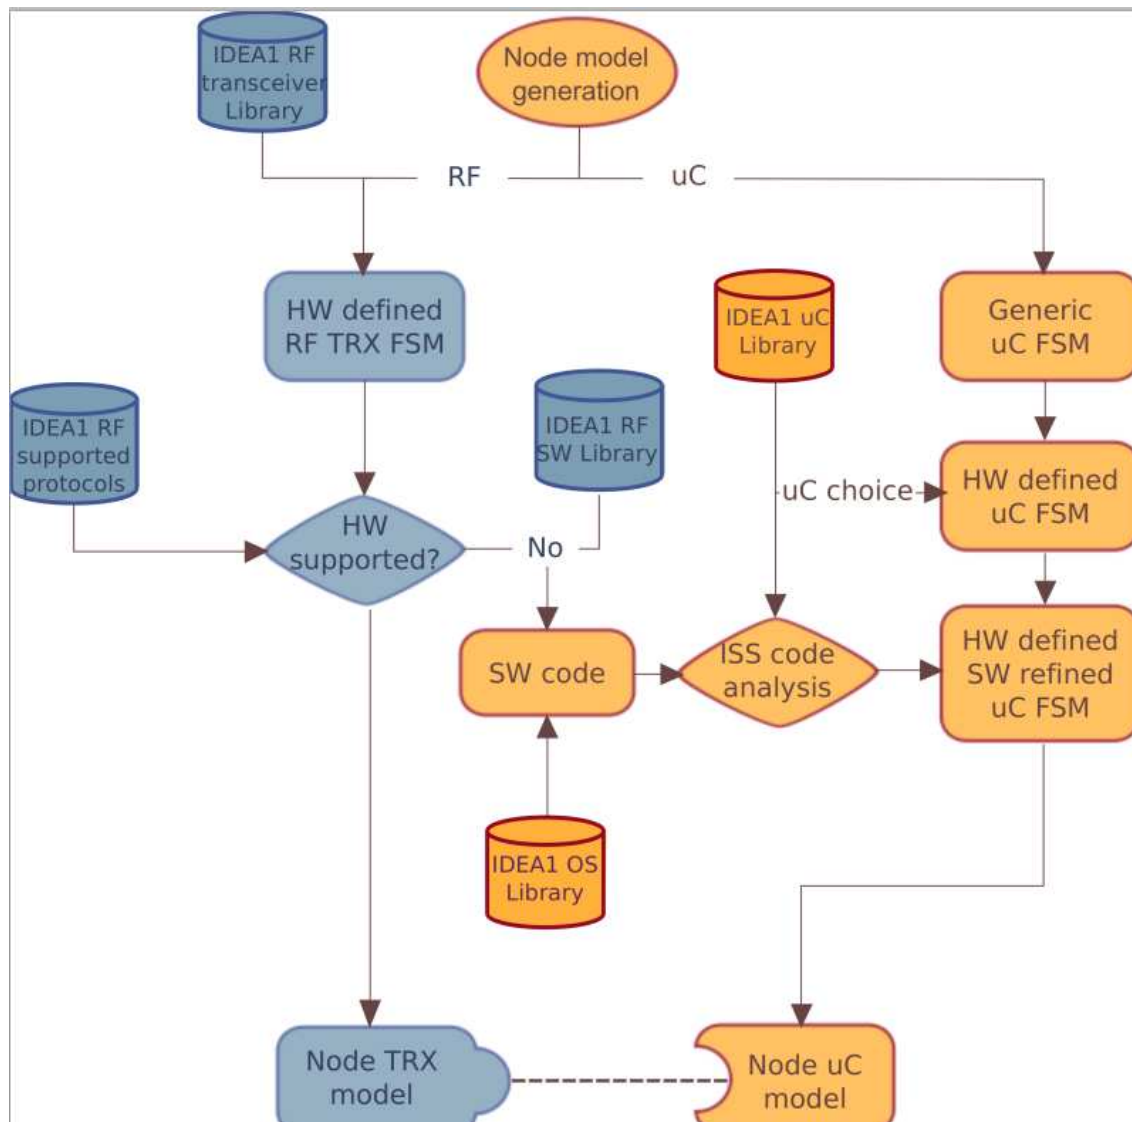 IDEA1 RF
transceiver
Library
Node model
generation
RF
uC
HW defined
RF TRX FSM
IDEA1 uC
Library
Generic
uC FSM
IDEA1 RF
supported
protocols
IDEA1 RF
SW Library
uC choice
HW defined
uC FSM
HW
supported?
No
SW code
ISS code
analysis
HW defined
SW refined
uC FSM
IDEA1 OS
Library
Node TRX
model
Node uC
model